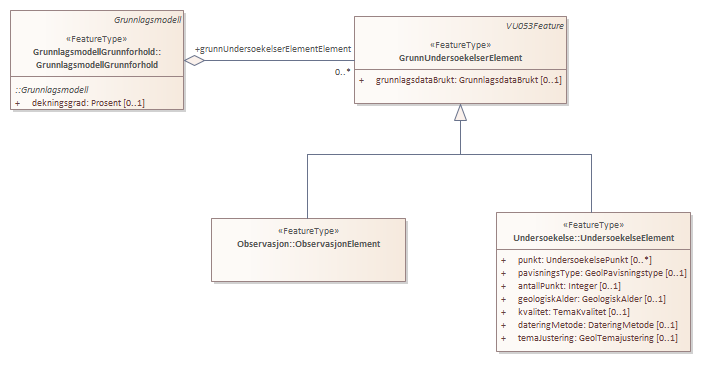 Grunnlagsmodell
«FeatureType»
GrunnlagsmodellGrunnforhold::
GrunnlagsmodellGrunnforhold
::Grunnlagsmodell
+ dekningsgrad: Prosent [0..1]
+grunnUndersoekelserElementElement
0..*
VU053Feature
«FeatureType»
GrunnUndersoekelserElement
+ grunnlagsdataBrukt: GrunnlagsdataBrukt [0..1]
«FeatureType»
Observasjon::ObservasjonElement
«FeatureType»
Undersoekelse::UndersoekelseElement
+ punkt: UndersoekelsePunkt [0..*]
+ pavisningsType: GeolPavisningstype [0..1]
+ antallPunkt: Integer [0..1]
+ geologiskAlder: GeologiskAlder [0..1]
+ kvalitet: TemaKvalitet [0..1]
+ dateringMetode: DateringMetode [0..1]
+ temaJustering: GeolTemajustering [0..1]